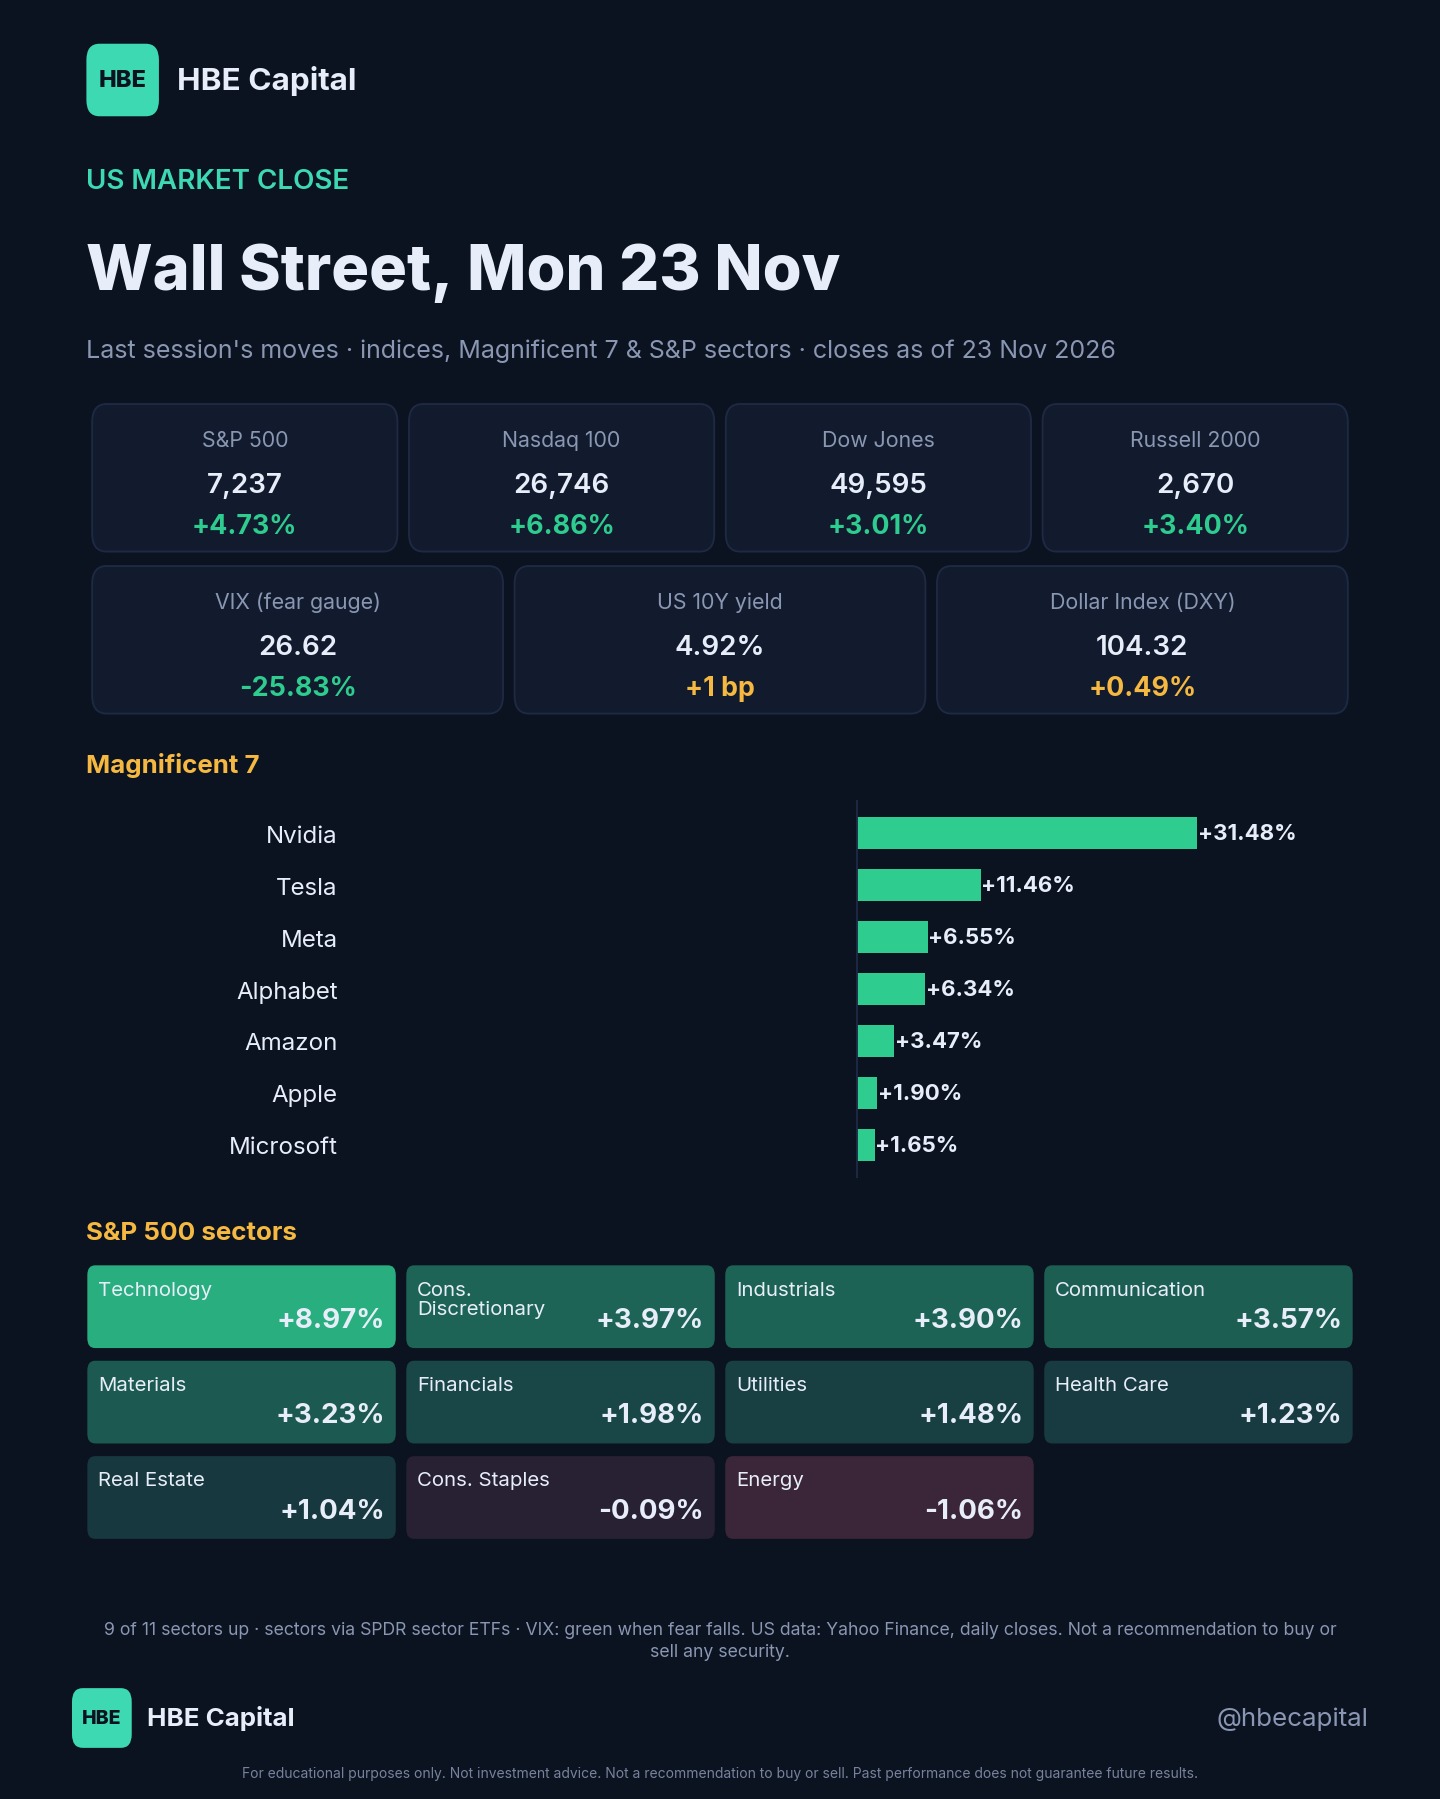 HBE
HBE Capital
US MARKET CLOSE
Wall Street, Mon 23 Nov
Last session's moves · indices, Magnificent 7 & S&P sectors · closes as of 23 Nov 2026
S&P 500
7,237
+4.73%
Nasdaq 100
26,746
+6.86%
Dow Jones
49,595
+3.01%
Russell 2000
2,670
+3.40%
VIX (fear gauge)
26.62
-25.83%
US 10Y yield
4.92%
+1 bp
Dollar Index (DXY)
104.32
+0.49%
Magnificent 7
Nvidia +31.48%
Tesla +11.46%
Meta +6.55%
Alphabet +6.34%
Amazon +3.47%
Apple +1.90%
Microsoft +1.65%
S&P 500 sectors
Technology
+8.97%
Cons.
Discretionary
+3.97%
Industrials
+3.90%
Communication
+3.57%
Materials
+3.23%
Financials
+1.98%
Utilities
+1.48%
Health Care
+1.23%
Real Estate
+1.04%
Cons. Staples
-0.09%
Energy
-1.06%
9 of 11 sectors up · sectors via SPDR sector ETFs · VIX: green when fear falls. US data: Yahoo Finance, daily closes. Not a recommendation to buy or
sell any security.
HBE
HBE Capital
@hbecapital
For educational purposes only. Not investment advice. Not a recommendation to buy or sell. Past performance does not guarantee future results.